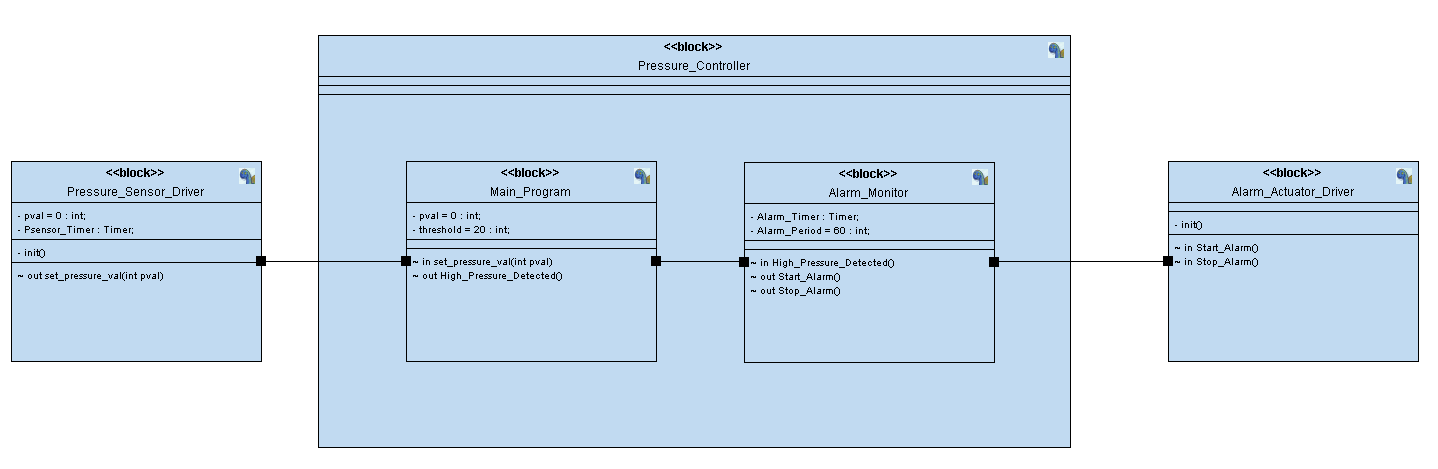 <<block>>
Pressure_Controller
<<block>>
Pressure_Sensor_Driver
- pval = 0 : int;
- Psensor_Timer : Timer;
- init()
~ out set_pressure_val(int pval)
<<block>>
Main_Program
- pval = 0 : int;
- threshold = 20 : int;
~ in set_pressure_val(int pval)
~ out High_Pressure_Detected()
<<block>>
Alarm_Monitor
- Alarm_Timer : Timer;
- Alarm_Period = 60 : int;
~ in High_Pressure_Detected()
~ out Start_Alarm()
~ out Stop_Alarm()
<<block>>
Alarm_Actuator_Driver
- init()
~ in Start_Alarm()
~ in Stop_Alarm()